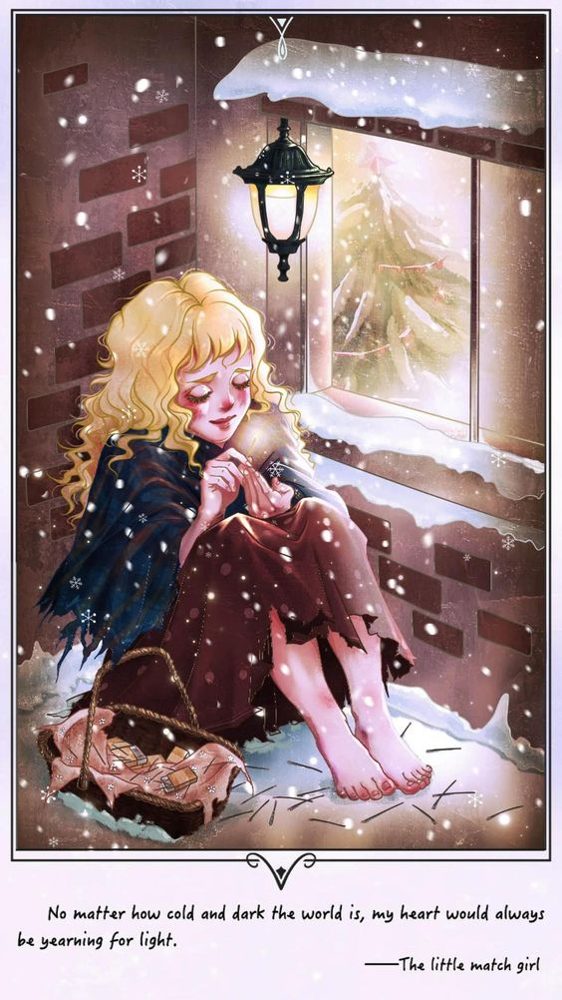 No matter how cold and dark the world is, my heart would always
be yearning for light.
——The little match girl